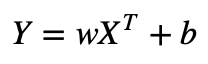 Y = wX^T + b